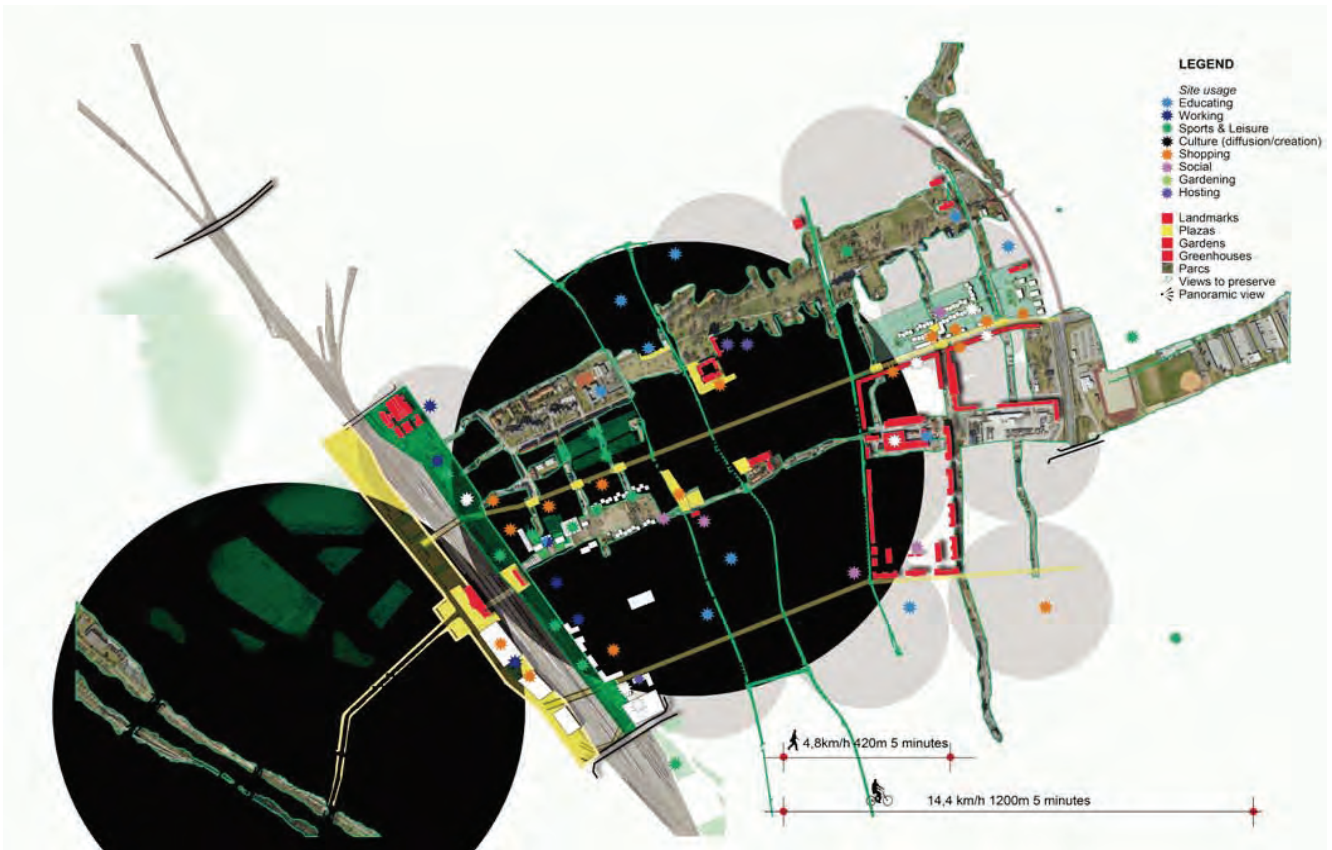 LEGEND
Site usage
Educating
Working
Sports & Leisure
Culture (diffusion/creation)
Shopping
Social
Gardening
Hosting
Landmarks
Plazas
Gardens
Greenhouses
Parcs
Views to preserve
Panoramic view
4,8km/h 420m 5 minutes
14,4 km/h 1200m 5 minutes